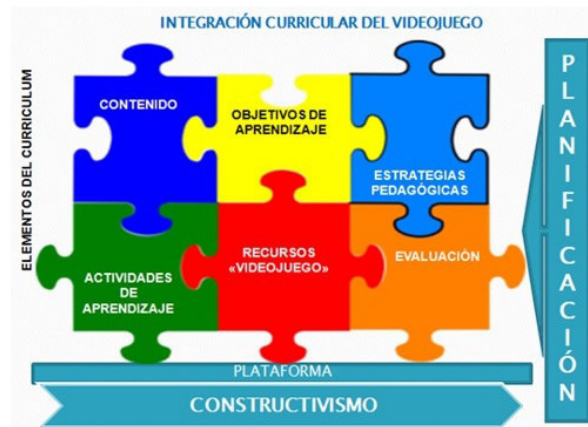 INTEGRACIÓN CURRICULAR DEL VIDEOJUEGO
ELEMENTOS DEL CURRICULUM
CONTENIDO
OBJETIVOS DE
APRENDIZAJE
ESTRATEGIAS
PEDAGÓGICAS
ACTIVIDADES
DE
APRENDIZAJE
RECURSOS
«VIDEOJUEGO»
EVALUACIÓN
PLANIFICACIÓN
PLATAFORMA
CONSTRUCTIVISMO